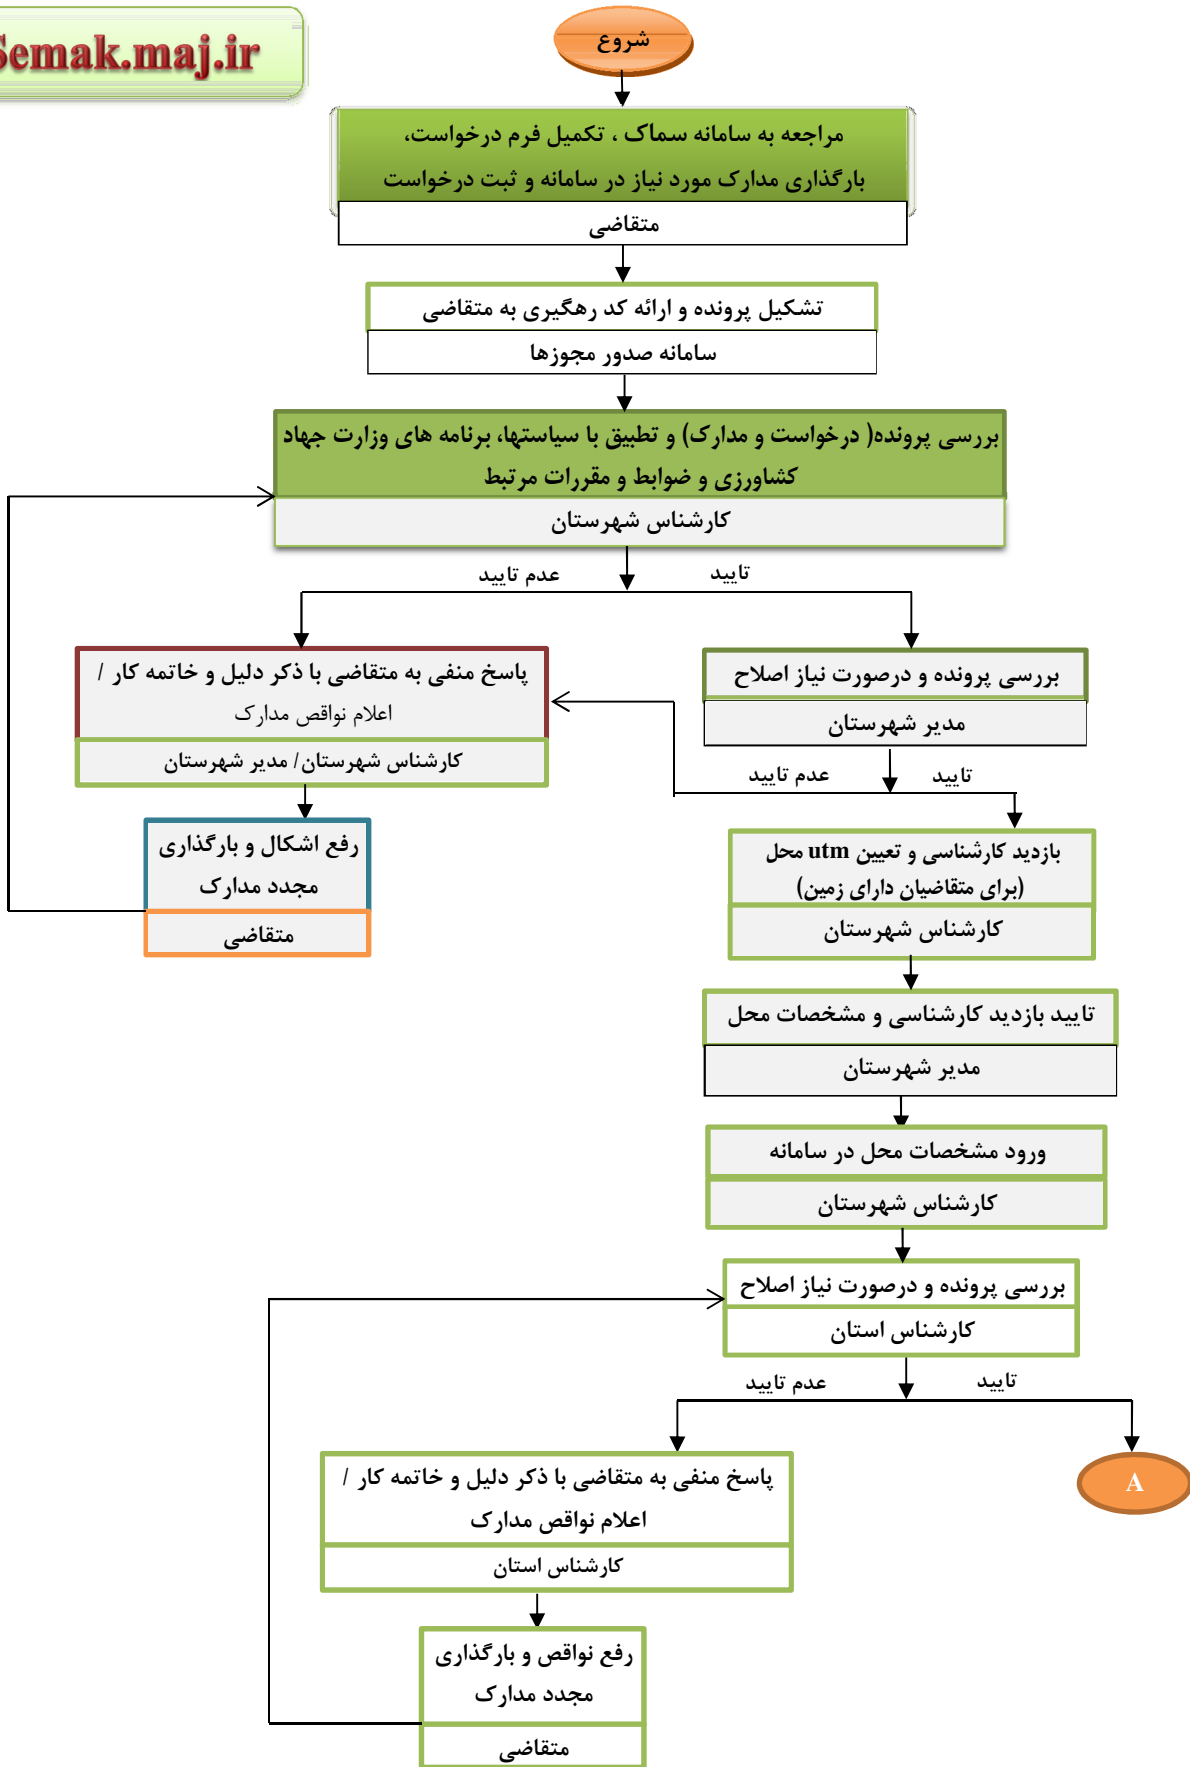 Semak.maj.ir
شروع
مراجعه به سامانه سماک ، تکمیل فرم درخواست،
بارگذاری مدارک مورد نیاز در سامانه و ثبت درخواست
متقاضی
تشکیل پرونده و ارائه کد رهگیری به متقاضی
سامانه صدور مجوزها
بررسی پرونده( درخواست و مدارک) و تطبیق با سیاستها، برنامه های وزارت جهاد
کشاورزی و ضوابط و مقررات مرتبط
کارشناس شهرستان
تایید
عدم تایید
بررسی پرونده و درصورت نیاز اصلاح
مدیر شهرستان
پاسخ منفی به متقاضی با ذکر دلیل و خاتمه کار /
اعلام نواقص مدارک
کارشناس شهرستان/ مدیر شهرستان
تایید
عدم تایید
رفع اشکال و بارگذاری
مجدد مدارک
متقاضی
بازدید کارشناسی و تعیین utm محل
(برای متقاضیان دارای زمین)
کارشناس شهرستان
تایید بازدید کارشناسی و مشخصات محل
مدیر شهرستان
ورود مشخصات محل در سامانه
کارشناس شهرستان
بررسی پرونده و درصورت نیاز اصلاح
کارشناس استان
تایید
عدم تایید
A
پاسخ منفی به متقاضی با ذکر دلیل و خاتمه کار /
اعلام نواقص مدارک
کارشناس استان
رفع نواقص و بارگذاری
مجدد مدارک
متقاضی